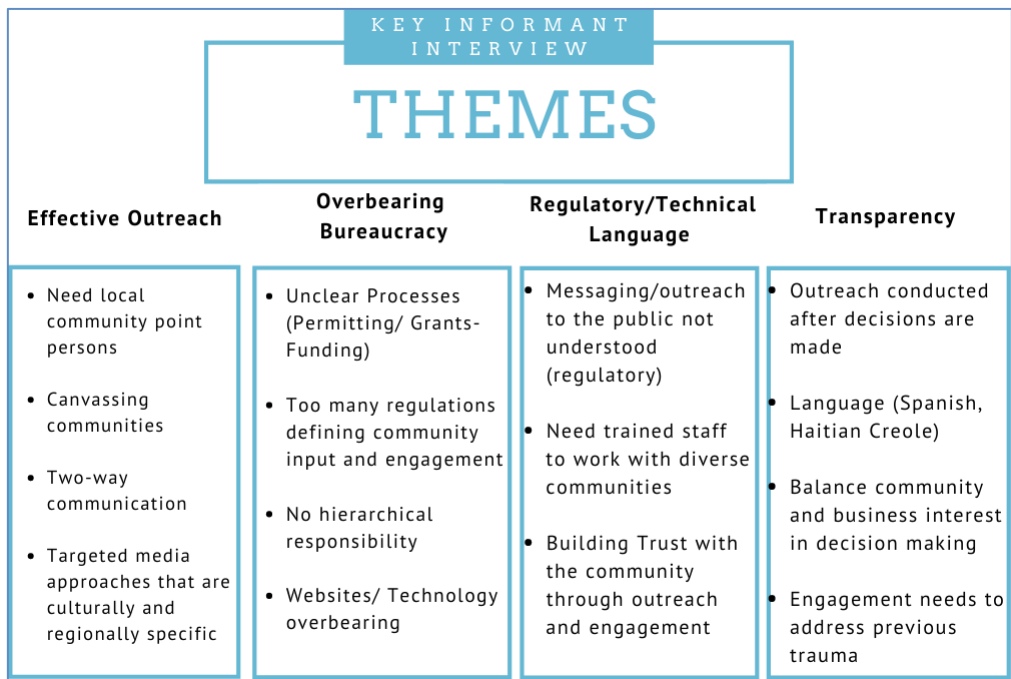 KEY INFORMANT
INTERVIEW
THEMES
Effective Outreach
• Need local
community point
persons
• Canvassing
communities
• Two-way
communication
• Targeted media
approaches that are
culturally and
regionally specific
Overbearing
Bureaucracy
• Unclear Processes
(Permitting/ Grants-
Funding)
• Too many regulations
defining community
input and engagement
• No hierarchical
responsibility
• Websites/ Technology
overbearing
Regulatory/Technical
Language
• Messaging/outreach
to the public not
understood
(regulatory)
• Need trained staff
to work with diverse
communities
• Building Trust with
the community
through outreach
and engagement
Transparency
• Outreach conducted
after decisions are
made
• Language (Spanish,
Haitian Creole)
• Balance community
and business interest
in decision making
• Engagement needs to
address previous
trauma